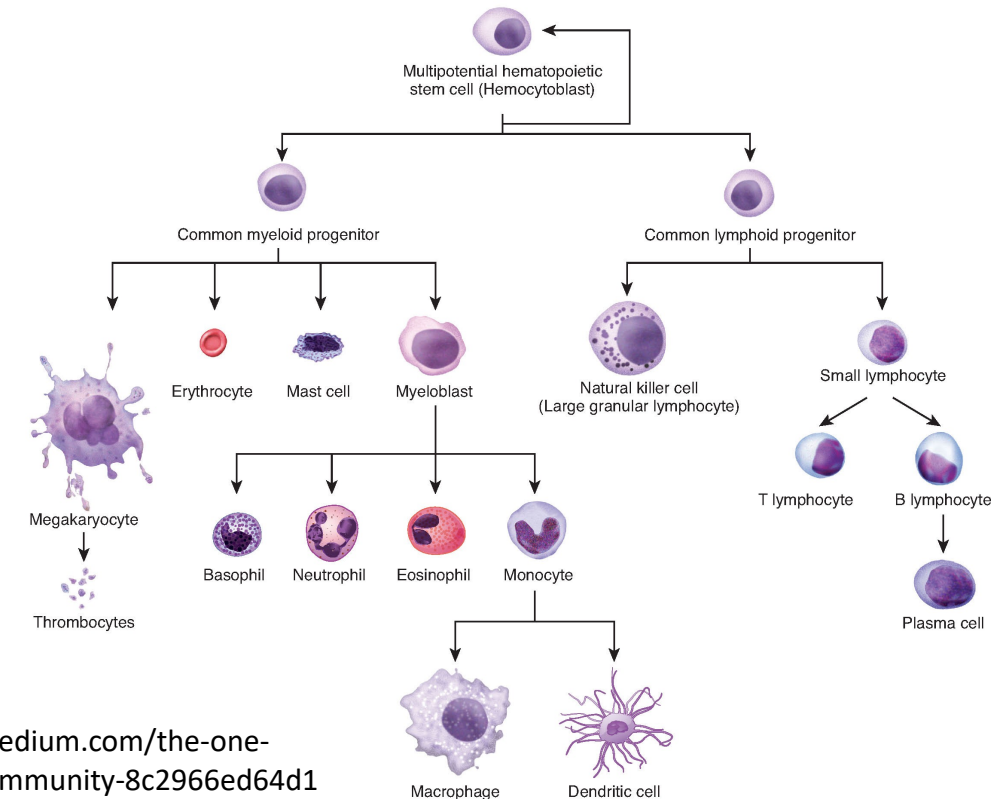 Multipotential hematopoietic
stem cell (Hemocytoblast)
Common myeloid progenitor
Common lymphoid progenitor
Erythrocyte
Mast cell
Myeloblast
Natural killer cell
(Large granular lymphocyte)
Small lymphocyte
Megakaryocyte
T lymphocyte
B lymphocyte
Thrombocytes
Basophil
Neutrophil
Eosinophil
Monocyte
Plasma cell
Macrophage
Dendritic cell
edium.com/the-one-
mmunity-8c2966ed64d1